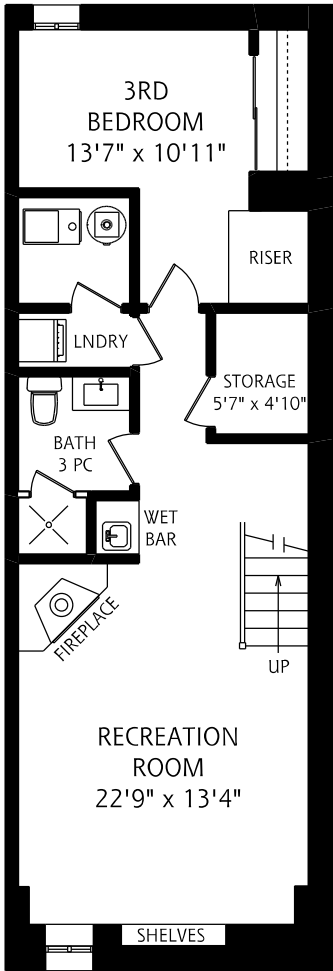 3RD
BEDROOM
13'7" x 10'11"
RISER
LNDRY
STORAGE
5'7" x 4'10"
BATH
3 PC
WET
BAR
FIREPLACE
UP
RECREATION
ROOM
22'9" x 13'4"
SHELVES